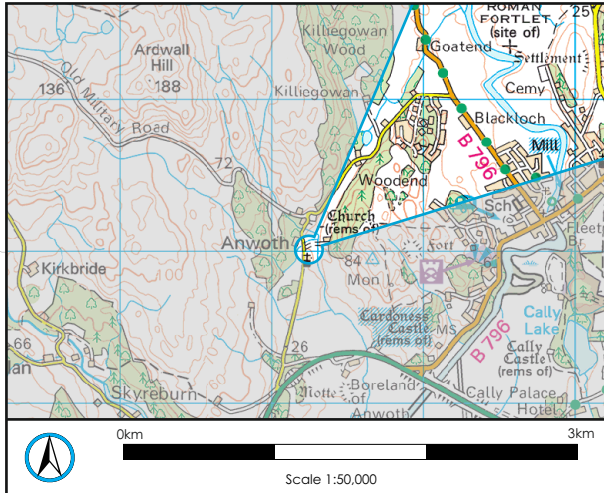 ROMAN
FORTLET
(site of)
25
Killiegowan
Wood
Goatend
Settlement
Ardwall
Hill
188
136
Cemy
Killiegowan
Old Military Road
Blackloch
B 796
Mill
72
Woodend
Sch
Church
(rems of)
Anwoth
Fort
Fleet
Br
84
Mon
Kirkbride
Cardoness
Castle
(rems of)
MS
Cally
Lake
B 796
66
26
Cally
Castle
(rems of)
lan
Skyreburn
Motte
Boreland
of
Anwoth
Cally Palace
Hotel
0km
3km
Scale 1:50,000